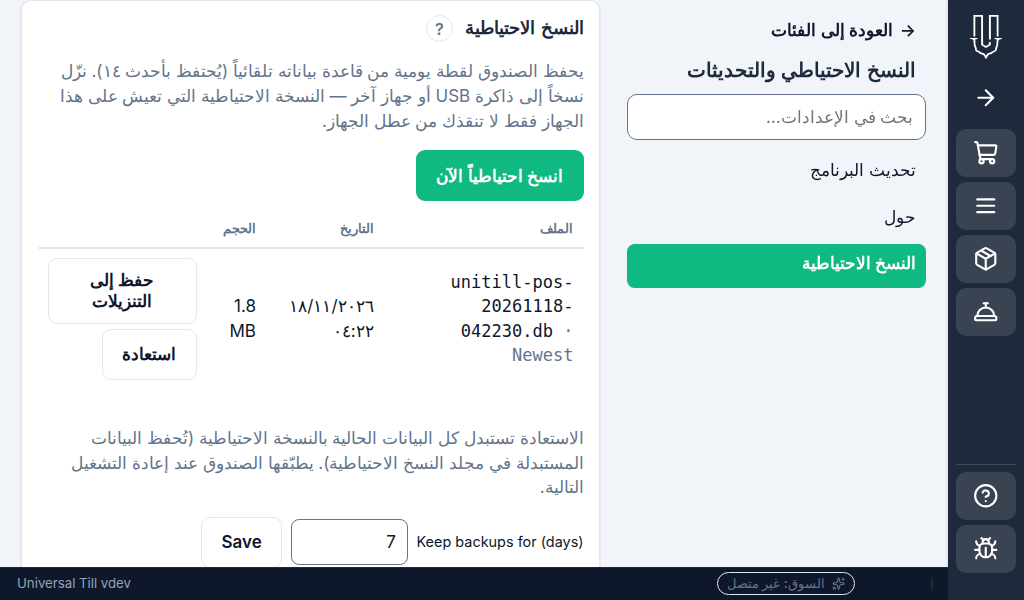 العودة إلى الفئات
النسخ الاحتياطي والتحديثات
بحث في الإعدادات...
تحديث البرنامج
حول
النسخ الاحتياطية
النسخ الاحتياطية ?
يحفظ الصندوق لقطة يومية من قاعدة بياناته تلقائياً (يُحتفظ بأحدث ١٤). نزّل
نسخاً إلى ذاكرة USB أو جهاز آخر — النسخة الاحتياطية التي تعيش على هذا
الجهاز فقط لا تنقذك من عطل الجهاز.
انسخ احتياطياً الآن
الملف التاريخ الحجم
unitill-pos-
20261118-
042230.db ·
Newest
١٨/١١/٢٠٢٦
٠٤:٢٢
1.8
MB
حفظ إلى
التنزيلات
استعادة
الاستعادة تستبدل كل البيانات الحالية بالنسخة الاحتياطية (تُحفظ البيانات
المستبدلة في مجلد النسخ الاحتياطية). يطبّقها الصندوق عند إعادة التشغيل
التالية.
Keep backups for (days) 7 Save
السوق: غير متصل
Universal Till vdev